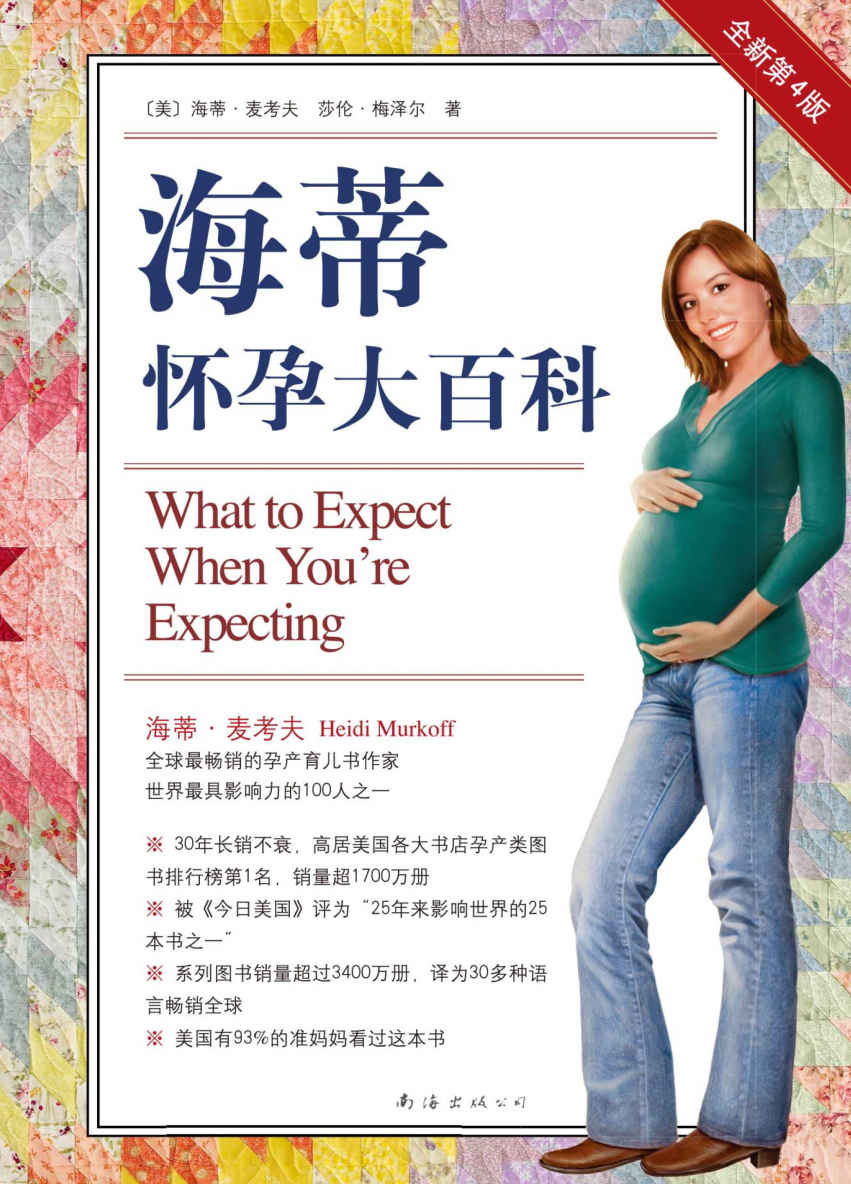 全新第4版
〔美〕海蒂·麦考夫 莎伦·梅泽尔 著
海蒂
怀孕大百科
What to Expect
When You're
Expecting
海蒂·麦考夫 Heidi Murkoff
全球最畅销的孕产育儿书作家
世界最具影响力的100人之一
※ 30年长销不衰，高居美国各大书店孕产类图
书排行榜第1名，销量超1700万册
※ 被《今日美国》评为“25年来影响世界的25
本书之一”
※ 系列图书销量超过3400万册，译为30多种语
言畅销全球
※ 美国有93%的准妈妈看过这本书
南海出版公司